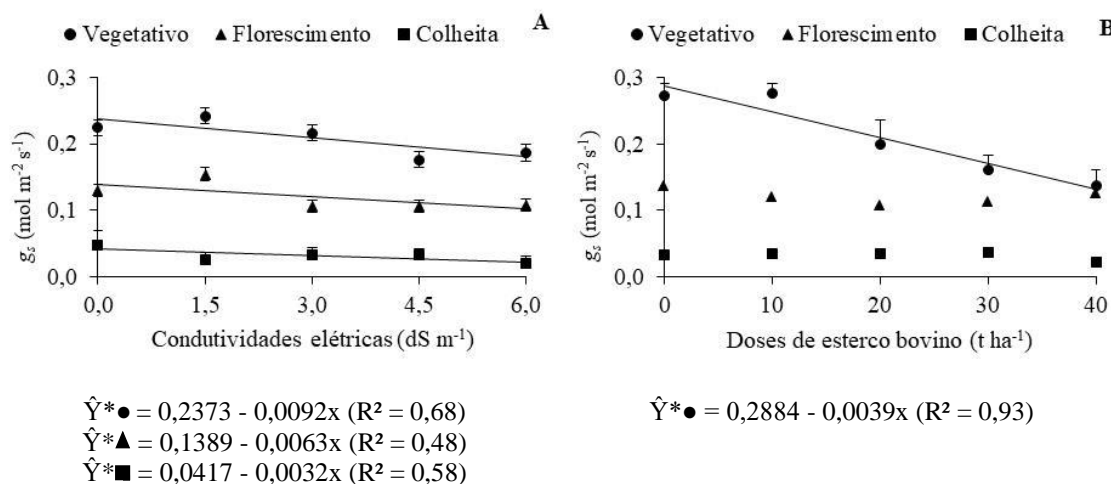 ● Vegetativo ▲ Florescimento ■ Colheita A
0,3
0,2
0,1
0,0
g_s (mol m⁻² s⁻¹)
0,0 1,5 3,0 4,5 6,0
Condutividades elétricas (dS m⁻¹)
Ŷ*● = 0,2373 - 0,0092x (R² = 0,68)
Ŷ*▲ = 0,1389 - 0,0063x (R² = 0,48)
Ŷ*■ = 0,0417 - 0,0032x (R² = 0,58)
● Vegetativo ▲ Florescimento ■ Colheita B
0,3
0,2
0,1
0,0
g_s (mol m⁻² s⁻¹)
0 10 20 30 40
Doses de esterco bovino (t ha⁻¹)
Ŷ*● = 0,2884 - 0,0039x (R² = 0,93)